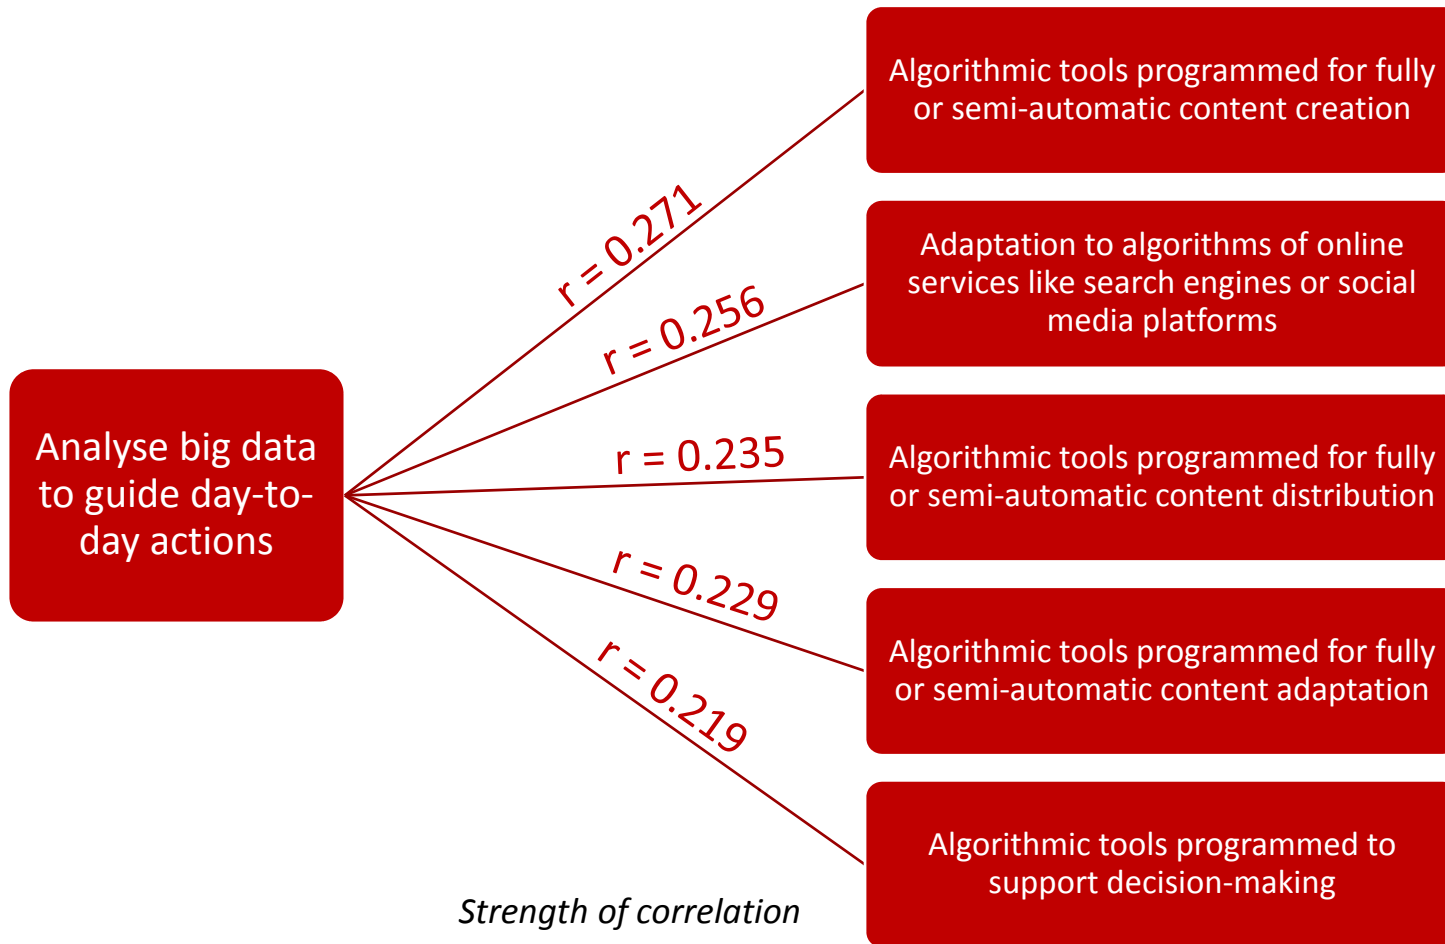 Algorithmic tools programmed for fully
or semi-automatic content creation
r = 0.271
Adaptation to algorithms of online
services like search engines or social
media platforms
r = 0.256
Analyse big data
to guide day-to-
day actions
r = 0.235
Algorithmic tools programmed for fully
or semi-automatic content distribution
r = 0.229
Algorithmic tools programmed for fully
or semi-automatic content adaptation
r = 0.219
Algorithmic tools programmed to
support decision-making
Strength of correlation